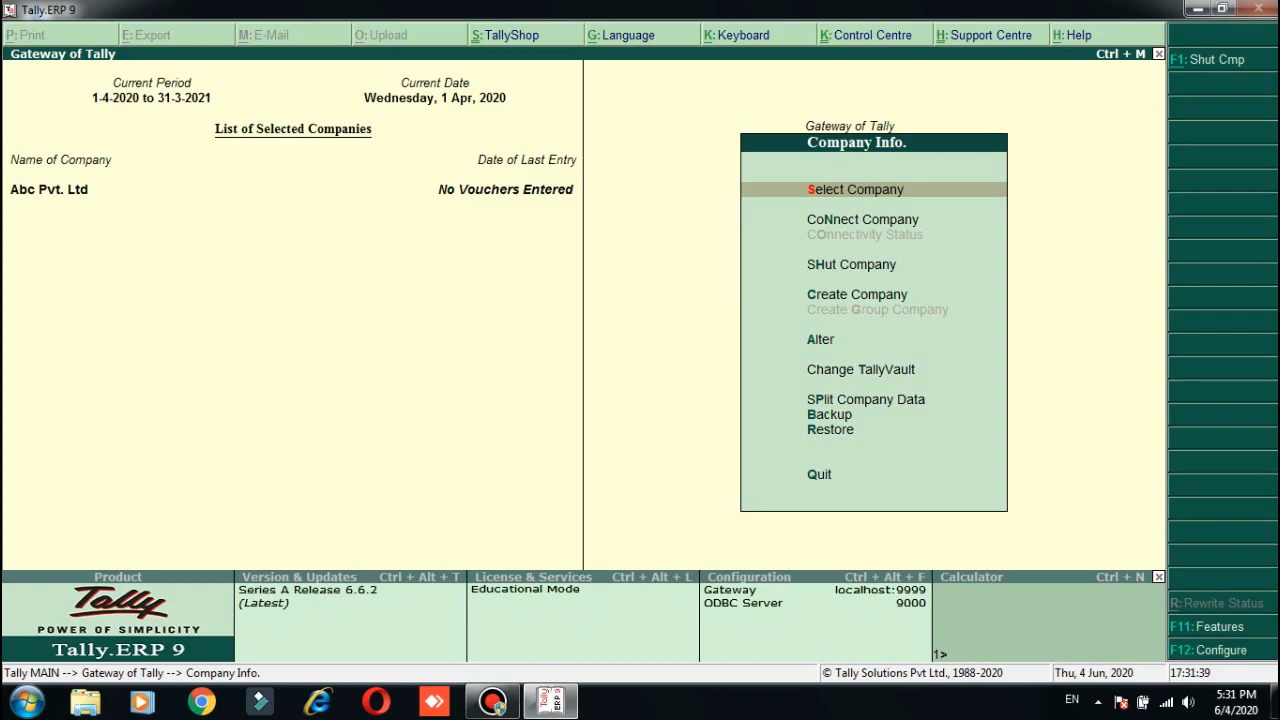 Tally.ERP 9
P: Print
E: Export
M: E-Mail
O: Upload
S: TallyShop
G: Language
K: Keyboard
K: Control Centre
H: Support Centre
H: Help
Gateway of Tally
Ctrl + M
F1: Shut Cmp
Current Period
Current Date
1-4-2020 to 31-3-2021
Wednesday, 1 Apr, 2020
List of Selected Companies
Name of Company
Date of Last Entry
Abc Pvt. Ltd
No Vouchers Entered
Gateway of Tally
Company Info.
Select Company
CoNnect Company
COnnectivity Status
SHut Company
Create Company
Create Group Company
Alter
Change TallyVault
SPlit Company Data
Backup
Restore
Quit
Product
Tally
POWER OF SIMPLICITY
Tally.ERP 9
Version & Updates Ctrl + Alt + T
Series A Release 6.6.2
(Latest)
License & Services Ctrl + Alt + L
Educational Mode
Configuration Ctrl + Alt + F
Gateway localhost:9999
ODBC Server 9000
Calculator Ctrl + N
1>
R: Rewrite Status
F11: Features
F12: Configure
Tally MAIN --> Gateway of Tally --> Company Info.
© Tally Solutions Pvt Ltd., 1988-2020
Thu, 4 Jun, 2020
17:31:39
Tally ERP 9
EN
5:31 PM
6/4/2020